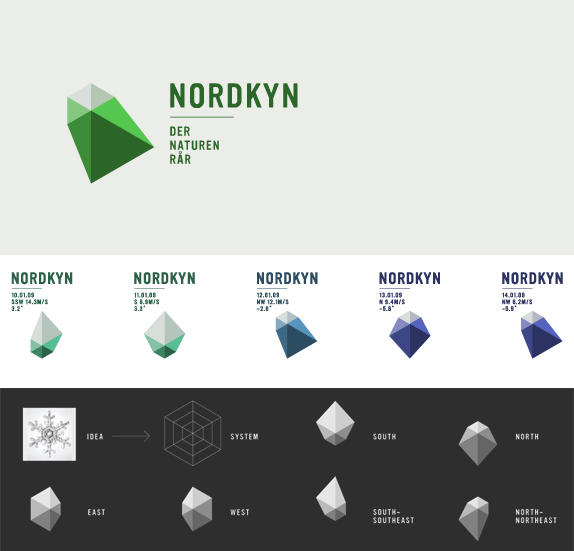 NORDKYN
DER
NATUREN
RÅR
NORDKYN
10.01.09
SSW 14.3M/S
3.2°
NORDKYN
11.01.09
S 6.9M/S
3.3°
NORDKYN
12.01.09
NW 12.1M/S
-2.8°
NORDKYN
13.01.09
N 9.4M/S
-5.6°
NORDKYN
14.01.09
NW 6.2M/S
-5.9°
IDEA
SYSTEM
SOUTH
NORTH
EAST
WEST
SOUTH-
SOUTHEAST
NORTH-
NORTHEAST